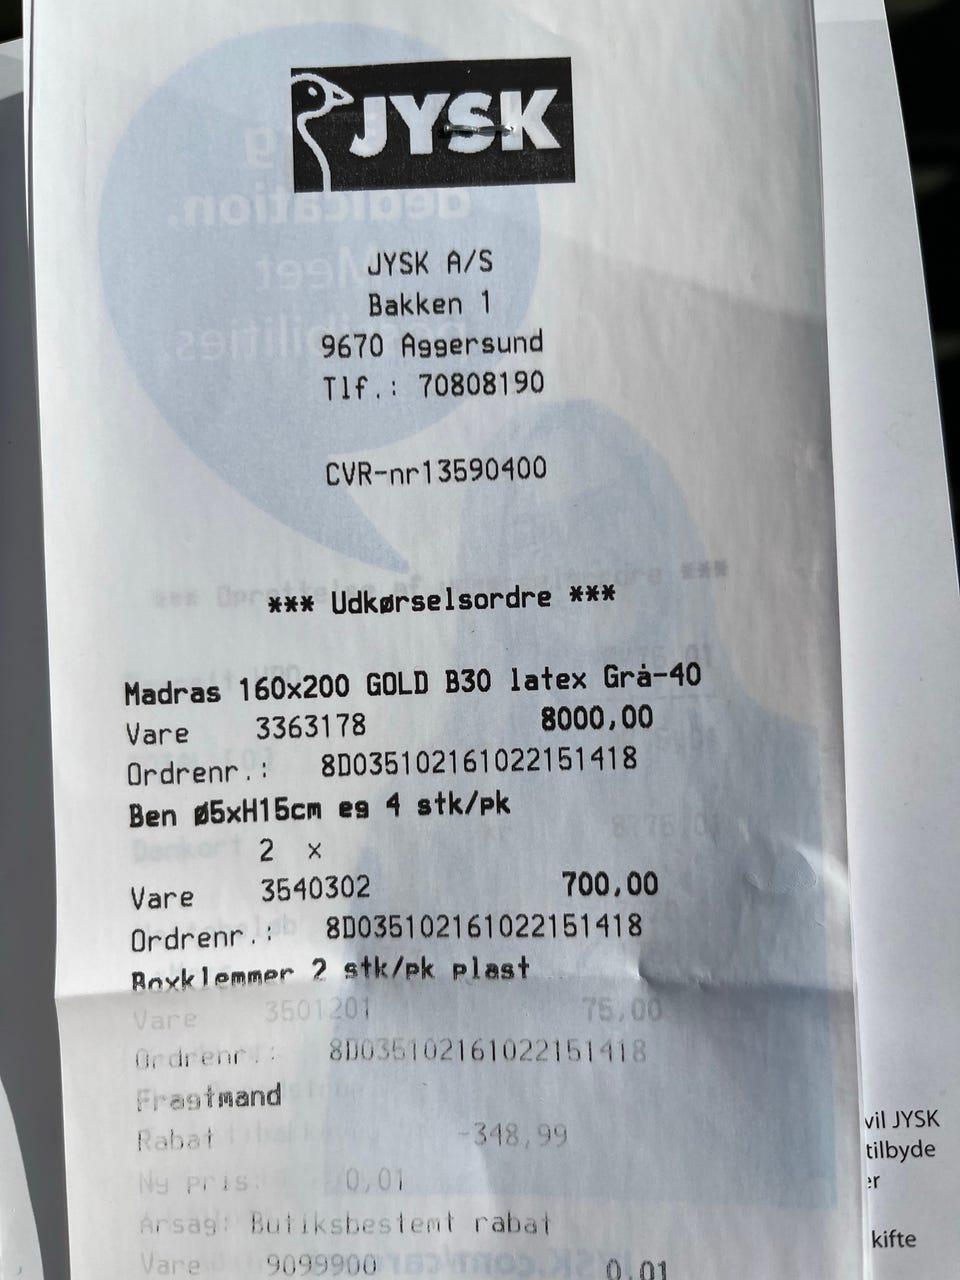 JYSK
JYSK A/S
Bakken 1
9670 Aggersund
Tlf.: 70808190
CVR-nr13590400
*** Udkørselsordre ***
Madras 160x200 GOLD B30 latex Grå-40
Vare 3363178 8000,00
Ordrenr.: 8D035102161022151418
Ben ø5xH15cm eg 4 stk/pk
2 x
Vare 3540302 700,00
Ordrenr.: 8D035102161022151418
Boxklemmer 2 stk/pk plast
Vare 3501201 75,00
Ordrenr.: 8D035102161022151418
Fragtmand
Rabat -348,99
Ny pris: 0,01
Årsag: Butiksbestemt rabat
Vare 9099900 0,01
vil JYSK
tilbyde
er
kifte